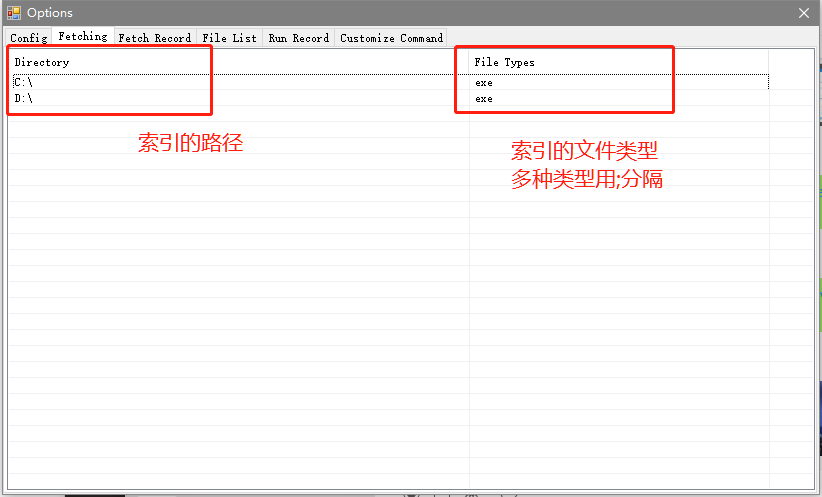 Options
Config Fetching Fetch Record File List Run Record Customize Command
Directory File Types
C:\ exe
D:\ exe
索引的路径
索引的文件类型
多种类型用;分隔